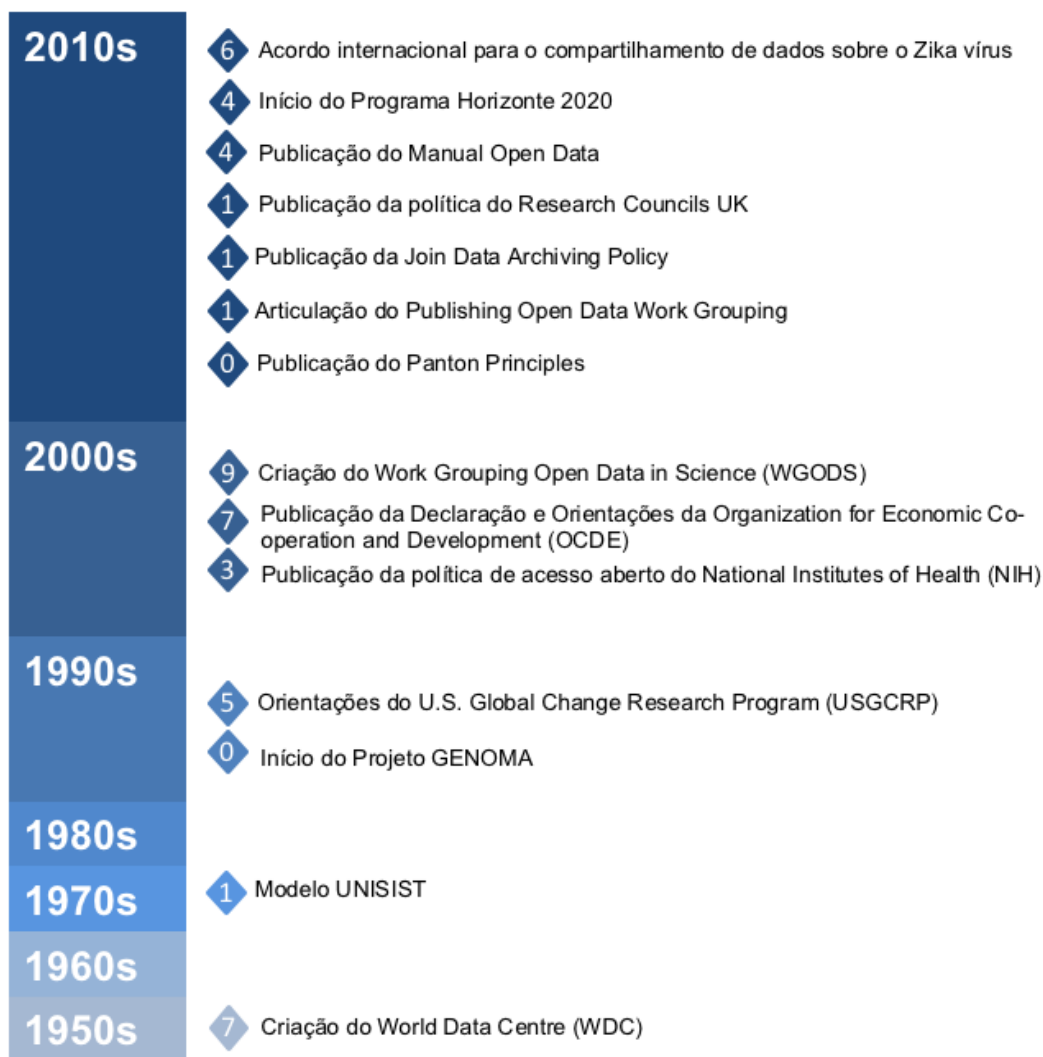 2010s
6 Acordo internacional para o compartilhamento de dados sobre o Zika vírus
4 Início do Programa Horizonte 2020
4 Publicação do Manual Open Data
1 Publicação da política do Research Councils UK
1 Publicação da Join Data Archiving Policy
1 Articulação do Publishing Open Data Work Grouping
0 Publicação do Panton Principles
2000s
9 Criação do Work Grouping Open Data in Science (WGODS)
7 Publicação da Declaração e Orientações da Organization for Economic Co-
operation and Development (OCDE)
3 Publicação da política de acesso aberto do National Institutes of Health (NIH)
1990s
5 Orientações do U.S. Global Change Research Program (USGCRP)
0 Início do Projeto GENOMA
1980s
1970s
1 Modelo UNISIST
1960s
1950s
7 Criação do World Data Centre (WDC)